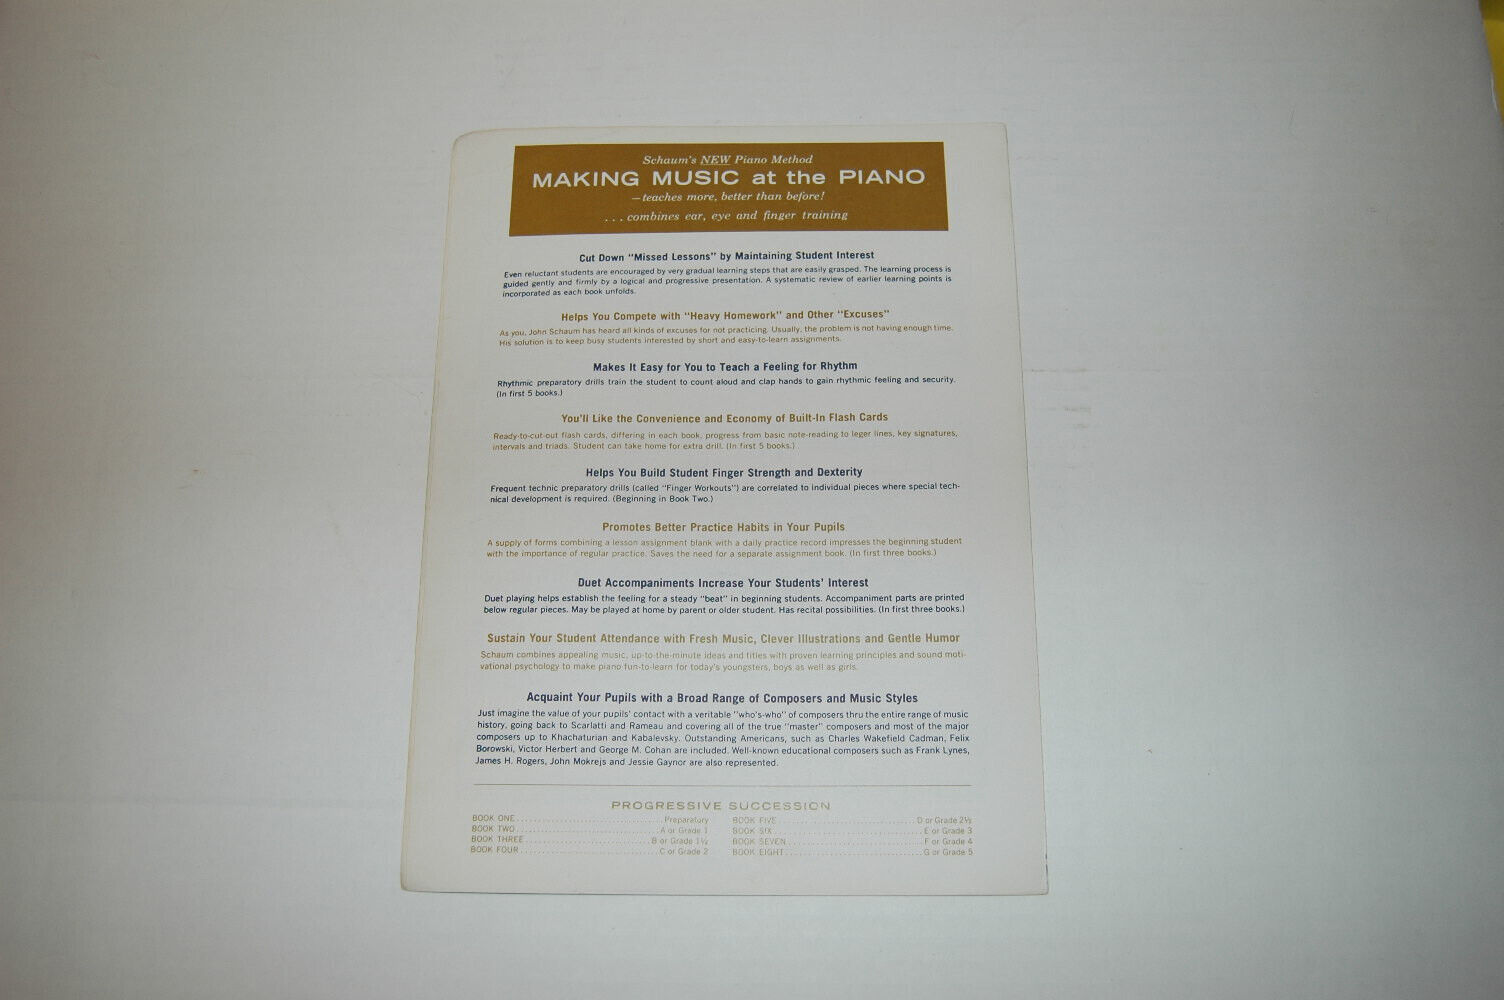 Schaum's NEW Piano Method
MAKING MUSIC at the PIANO
—teaches more, better than before!
. . . combines ear, eye and finger training
Cut Down "Missed Lessons" by Maintaining Student Interest
Even reluctant students are encouraged by very gradual learning steps that are easily grasped. The learning process is
guided gently and firmly by a logical and progressive presentation. A systematic review of earlier learning points is
incorporated as each book unfolds.
Helps You Compete with "Heavy Homework" and Other "Excuses"
As you, John Schaum has heard all kinds of excuses for not practicing. Usually, the problem is not having enough time.
His solution is to keep busy students interested by short and easy-to-learn assignments.
Makes It Easy for You to Teach a Feeling for Rhythm
Rhythmic preparatory drills train the student to count aloud and clap hands to gain rhythmic feeling and security.
(In first 5 books.)
You'll Like the Convenience and Economy of Built-In Flash Cards
Ready-to-cut-out flash cards, differing in each book, progress from basic note-reading to leger lines, key signatures,
intervals and triads. Student can take home for extra drill. (In first 5 books.)
Helps You Build Student Finger Strength and Dexterity
Frequent technic preparatory drills (called "Finger Workouts") are correlated to individual pieces where special tech-
nical development is required. (Beginning in Book Two.)
Promotes Better Practice Habits in Your Pupils
A supply of forms combining a lesson assignment blank with a daily practice record impresses the beginning student
with the importance of regular practice. Saves the need for a separate assignment book. (In first three books.)
Duet Accompaniments Increase Your Students' Interest
Duet playing helps establish the feeling for a steady "beat" in beginning students. Accompaniment parts are printed
below regular pieces. May be played at home by parent or older student. Has recital possibilities. (In first three books.)
Sustain Your Student Attendance with Fresh Music, Clever Illustrations and Gentle Humor
Schaum combines appealing music, up-to-the-minute ideas and titles with proven learning principles and sound moti-
vational psychology to make piano fun-to-learn for today's youngsters, boys as well as girls.
Acquaint Your Pupils with a Broad Range of Composers and Music Styles
Just imagine the value of your pupils' contact with a veritable "who's-who" of composers thru the entire range of music
history, going back to Scarlatti and Rameau and covering all of the true "master" composers and most of the major
composers up to Khachaturian and Kabalevsky. Outstanding Americans, such as Charles Wakefield Cadman, Felix
Borowski, Victor Herbert and George M. Cohan are included. Well-known educational composers such as Frank Lynes,
James H. Rogers, John Mokrejs and Jessie Gaynor are also represented.
PROGRESSIVE SUCCESSION
BOOK ONE . . . . . Preparatory
BOOK TWO . . . . . A or Grade 1
BOOK THREE . . . . . B or Grade 1½
BOOK FOUR . . . . . C or Grade 2
BOOK FIVE . . . . . D or Grade 2½
BOOK SIX . . . . . E or Grade 3
BOOK SEVEN . . . . . F or Grade 4
BOOK EIGHT . . . . . G or Grade 5